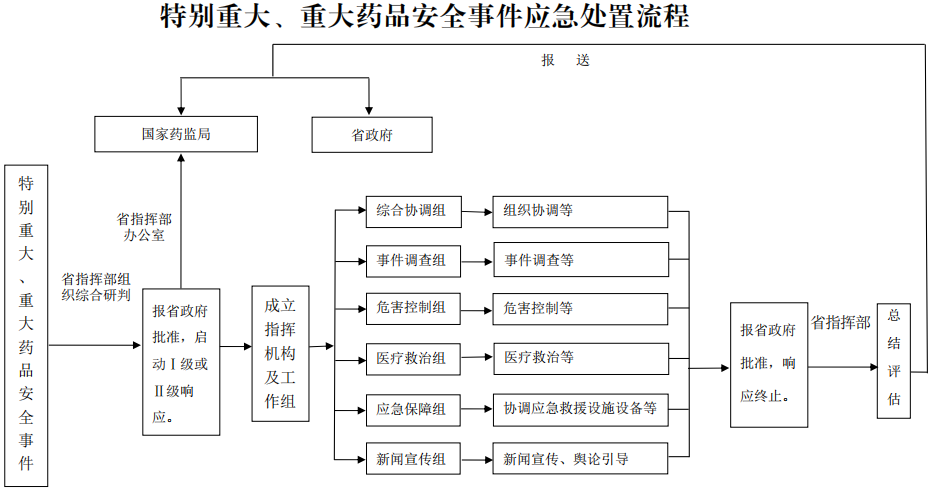 特别重大、重大药品安全事件应急处置流程
报 送
国家药监局
省政府
特别重大、重大药品安全事件
省指挥部
办公室
省指挥部组
织综合研判
报省政府
批准，启
动Ⅰ级或
Ⅱ级响
应。
成立
指挥
机构
及工
作组
综合协调组
组织协调等
事件调查组
事件调查等
危害控制组
危害控制等
医疗救治组
医疗救治等
应急保障组
协调应急救援设施设备等
新闻宣传组
新闻宣传、舆论引导
报省政府
批准，响
应终止。
省指挥部
总结评估